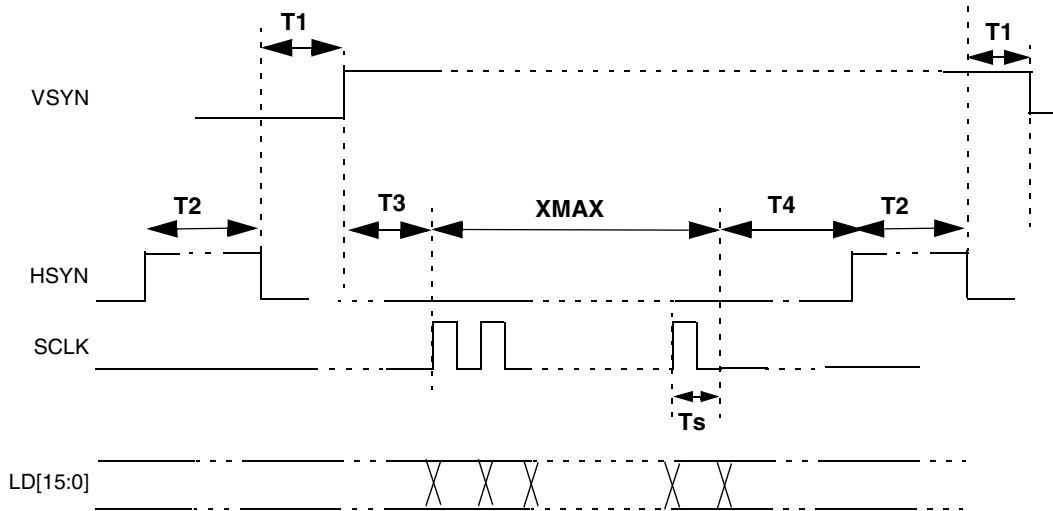 T1
T1
VSYN
T2
T3
XMAX
T4
T2
HSYN
SCLK
Ts
LD[15:0]